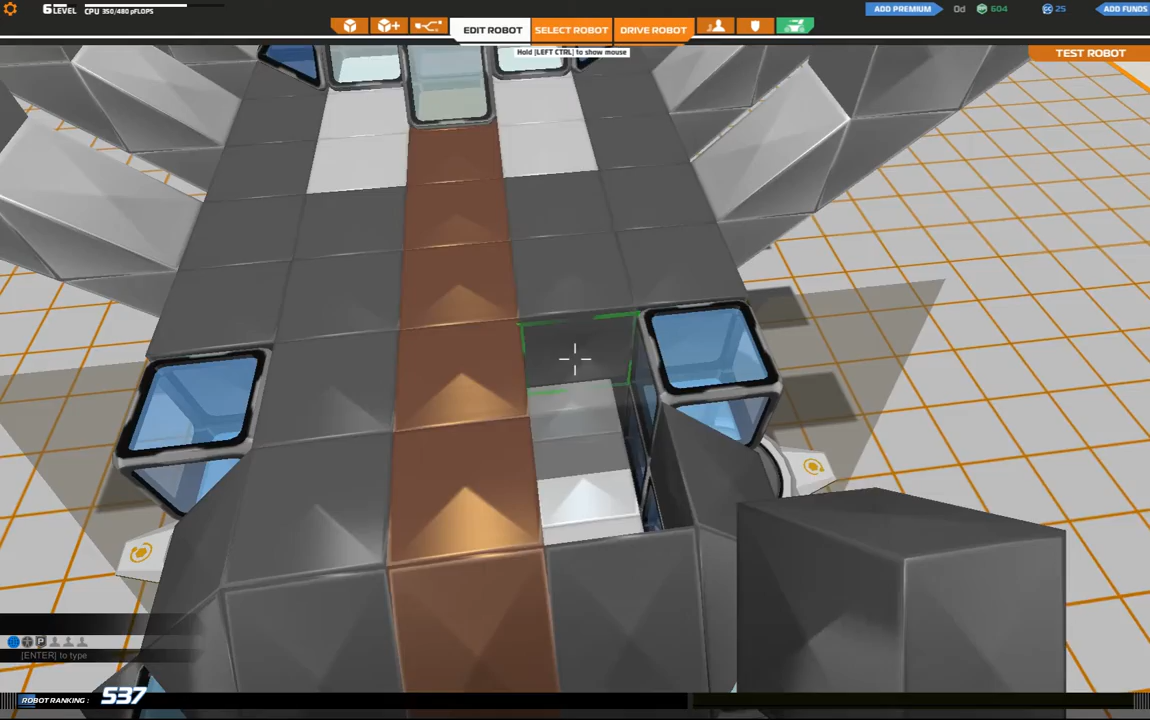 6 LEVEL CPU 350/480 pFLOPS
ADD PREMIUM 0d 604 25 ADD FUNDS
EDIT ROBOT SELECT ROBOT DRIVE ROBOT
Hold [LEFT CTRL] to show mouse
TEST ROBOT
P
[ENTER] to type
ROBOT RANKING : 537